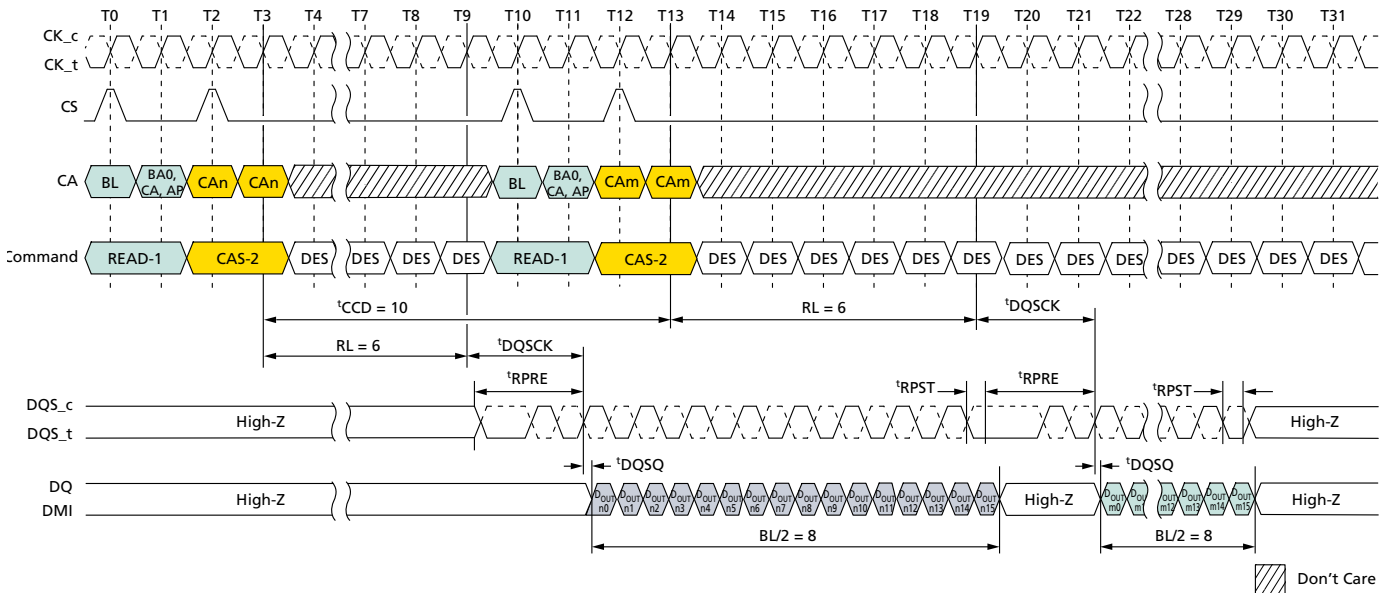 T0 T1 T2 T3 T4 T7 T8 T9 T10 T11 T12 T13 T14 T15 T16 T17 T18 T19 T20 T21 T22 T28 T29 T30 T31
CK_c
CK_t
CS
CA BL BA0, CA, AP CAn CAn BL BA0, CA, AP CAm CAm
Command READ-1 CAS-2 DES DES DES DES READ-1 CAS-2 DES DES DES DES DES DES DES DES DES DES DES DES DES
tCCD = 10 RL = 6 tDQSCK
RL = 6 tDQSCK
tRPRE tRPST tRPRE tRPST
DQS_c
DQS_t
High-Z High-Z
tDQSQ tDQSQ
DQ
DMI
High-Z DOUT n0 DOUT n1 DOUT n2 DOUT n3 DOUT n4 DOUT n5 DOUT n6 DOUT n7 DOUT n8 DOUT n9 DOUT n10 DOUT n11 DOUT n12 DOUT n13 DOUT n14 DOUT n15 High-Z DOUT m0 DOUT m12 DOUT m13 DOUT m14 DOUT m15 High-Z
BL/2 = 8 BL/2 = 8
Don't Care